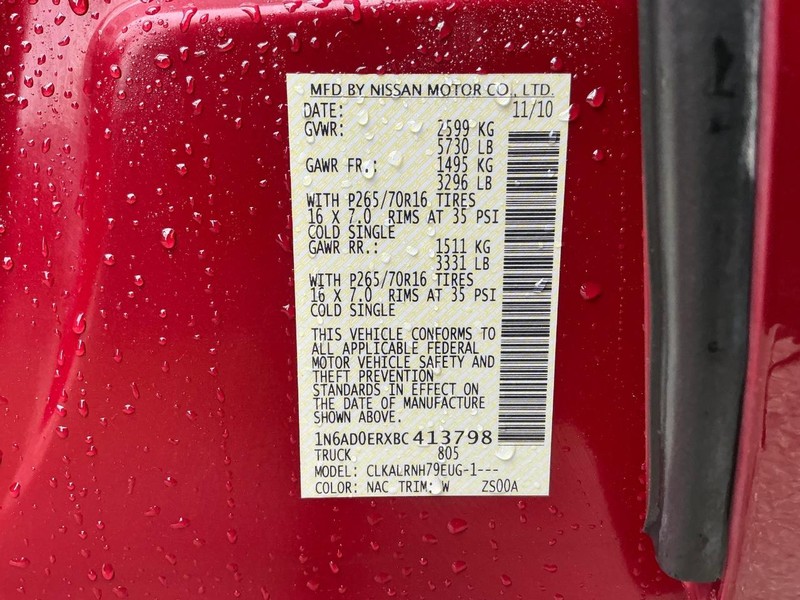 MFD BY NISSAN MOTOR CO., LTD.
DATE: 11/10
GVWR: 2599 KG
5730 LB
GAWR FR.: 1495 KG
3296 LB
WITH P265/70R16 TIRES
16 X 7.0 RIMS AT 35 PSI
COLD SINGLE
GAWR RR.: 1511 KG
3331 LB
WITH P265/70R16 TIRES
16 X 7.0 RIMS AT 35 PSI
COLD SINGLE
THIS VEHICLE CONFORMS TO
ALL APPLICABLE FEDERAL
MOTOR VEHICLE SAFETY AND
THEFT PREVENTION
STANDARDS IN EFFECT ON
THE DATE OF MANUFACTURE
SHOWN ABOVE.
1N6AD0ERXBC413798
TRUCK 805
MODEL: CLKALRNH79EUG-1---
COLOR: NAC TRIM: W ZS00A